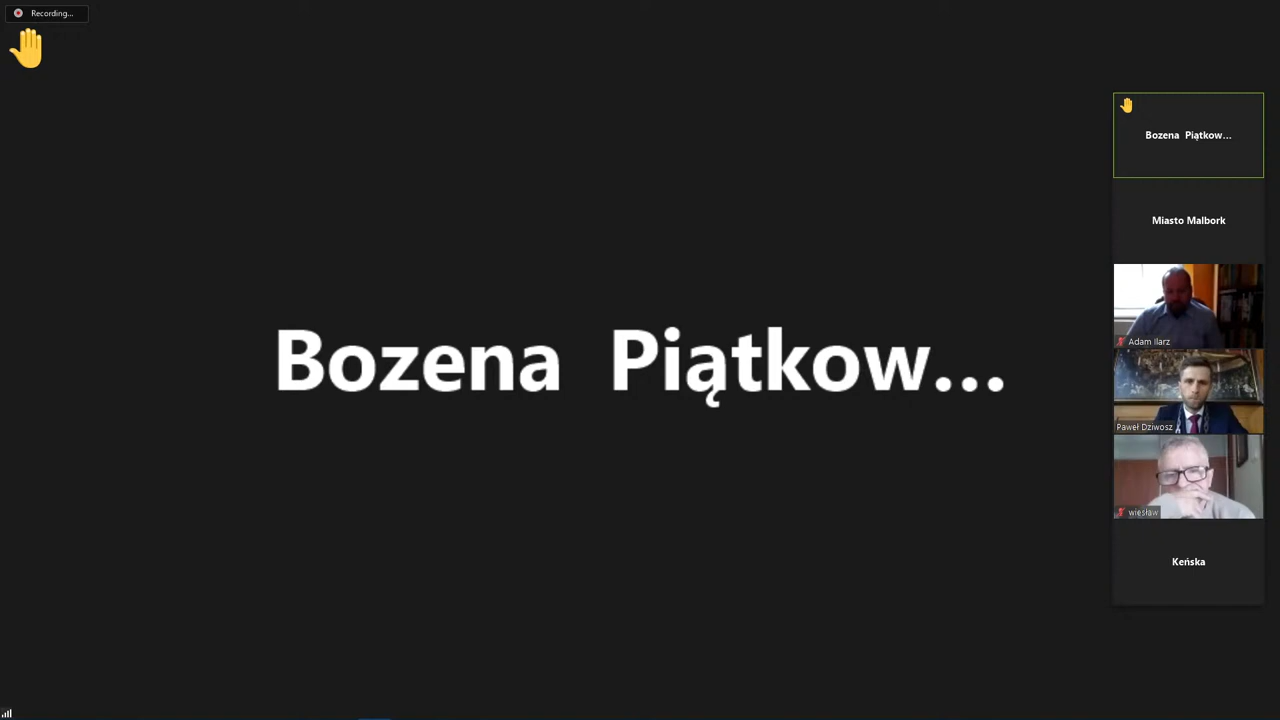 Recording...
Bozena Piątkow...
Bozena Piątkow...
Miasto Malbork
Adam Ilarz
Paweł Dziwosz
wiesław
Keńska